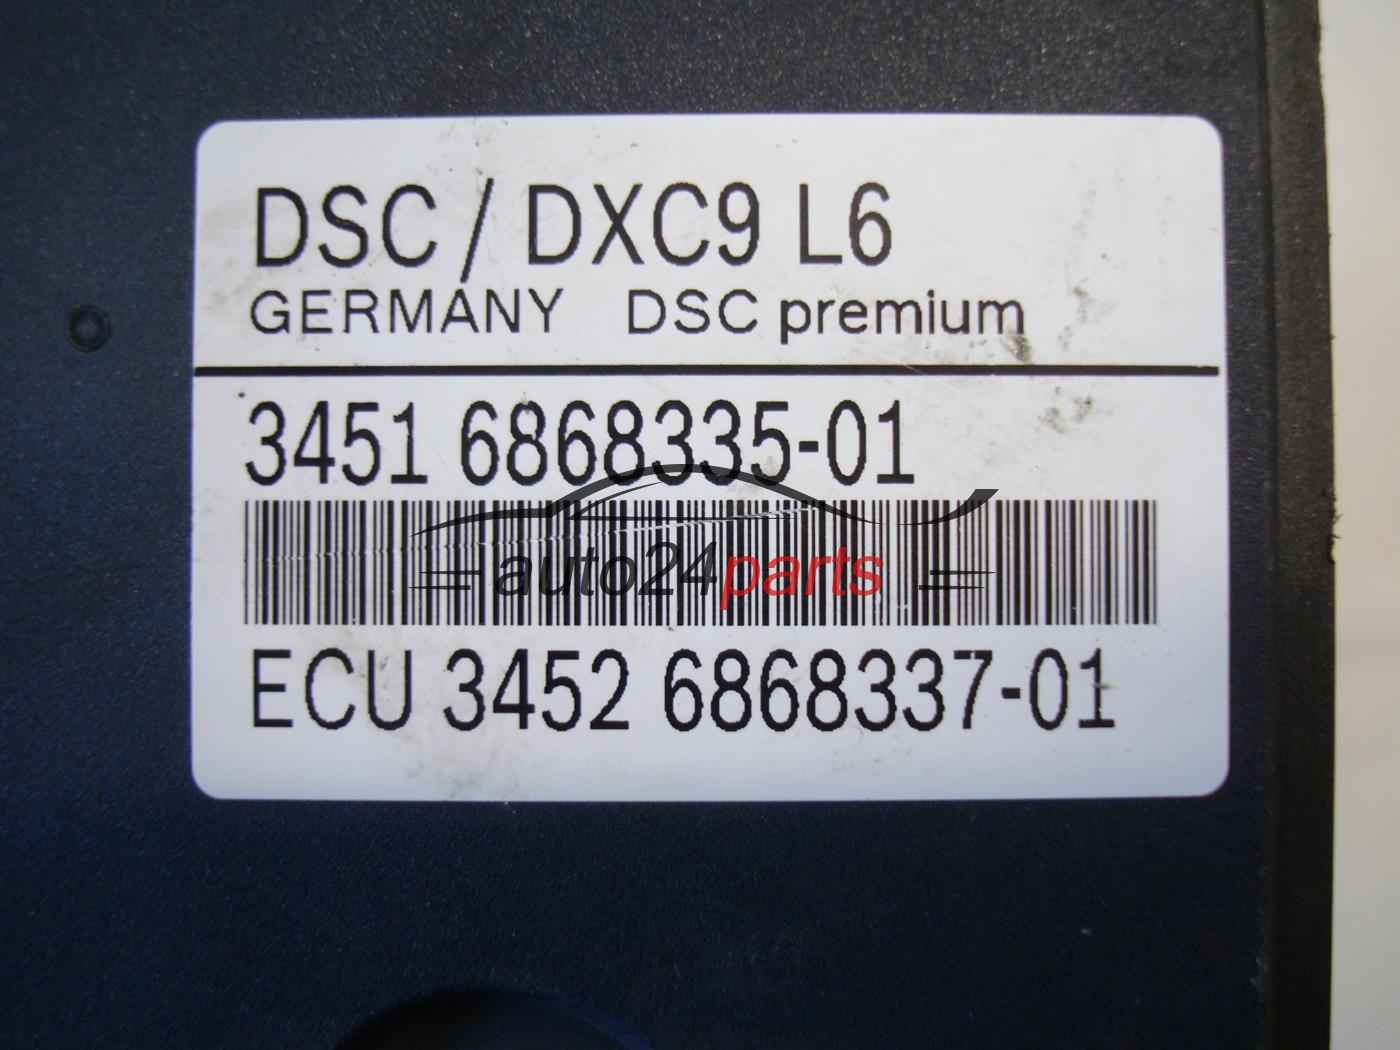 DSC / DXC9 L6
GERMANY DSC premium
3451 6868335-01
auto24parts
ECU 3452 6868337-01